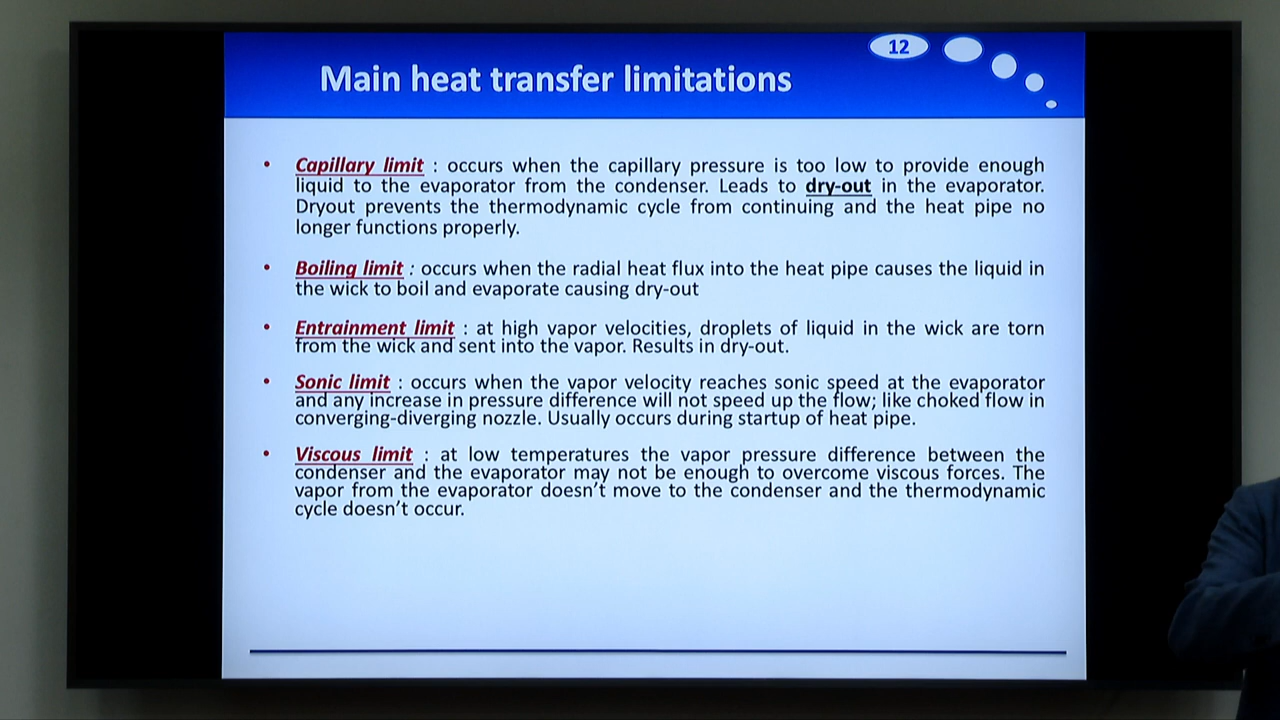 12
Main heat transfer limitations
• Capillary limit : occurs when the capillary pressure is too low to provide enough
liquid to the evaporator from the condenser. Leads to dry-out in the evaporator.
Dryout prevents the thermodynamic cycle from continuing and the heat pipe no
longer functions properly.
• Boiling limit : occurs when the radial heat flux into the heat pipe causes the liquid in
the wick to boil and evaporate causing dry-out
• Entrainment limit : at high vapor velocities, droplets of liquid in the wick are torn
from the wick and sent into the vapor. Results in dry-out.
• Sonic limit : occurs when the vapor velocity reaches sonic speed at the evaporator
and any increase in pressure difference will not speed up the flow; like choked flow in
converging-diverging nozzle. Usually occurs during startup of heat pipe.
• Viscous limit : at low temperatures the vapor pressure difference between the
condenser and the evaporator may not be enough to overcome viscous forces. The
vapor from the evaporator doesn't move to the condenser and the thermodynamic
cycle doesn't occur.